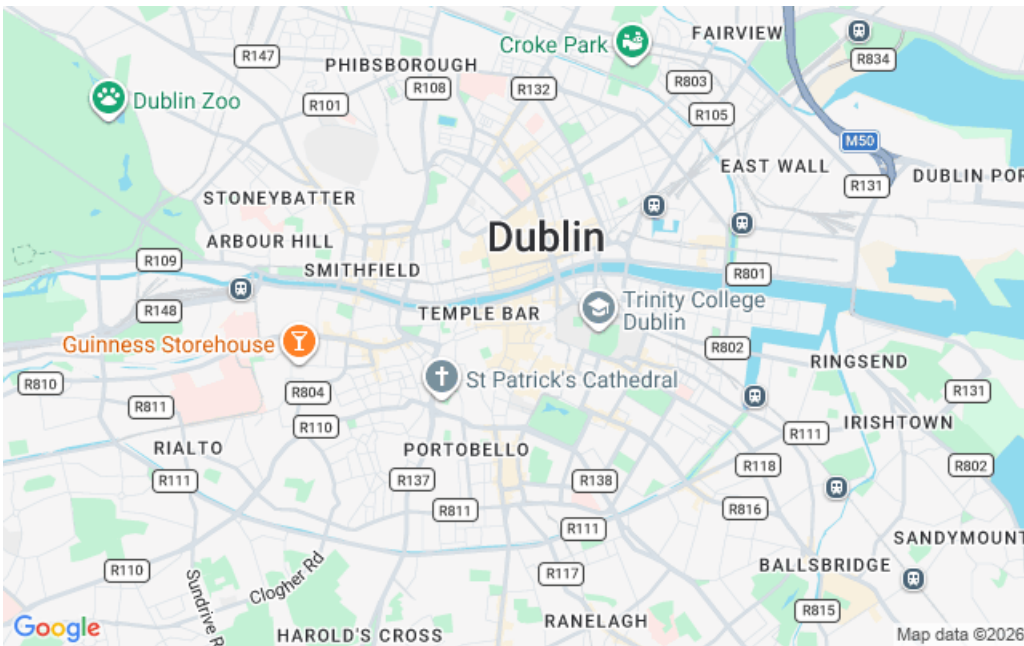 FAIRVIEW
Croke Park
R147
R834
PHIBSBOROUGH
R803
R108
R132
Dublin Zoo
R101
R105
M50
EAST WALL
DUBLIN POR
R131
STONEYBATTER
Dublin
ARBOUR HILL
R109
SMITHFIELD
R801
Trinity College
Dublin
R148
TEMPLE BAR
Guinness Storehouse
R802
RINGSEND
R810
St Patrick's Cathedral
R804
R131
R811
R110
IRISHTOWN
R111
RIALTO
PORTOBELLO
R118
R802
R111
R137
R138
R811
R816
R111
SANDYMOUNT
BALLSBRIDGE
R110
Clogher Rd
R117
Sundrive R
R815
RANELAGH
Google
HAROLD'S CROSS
Map data ©2026